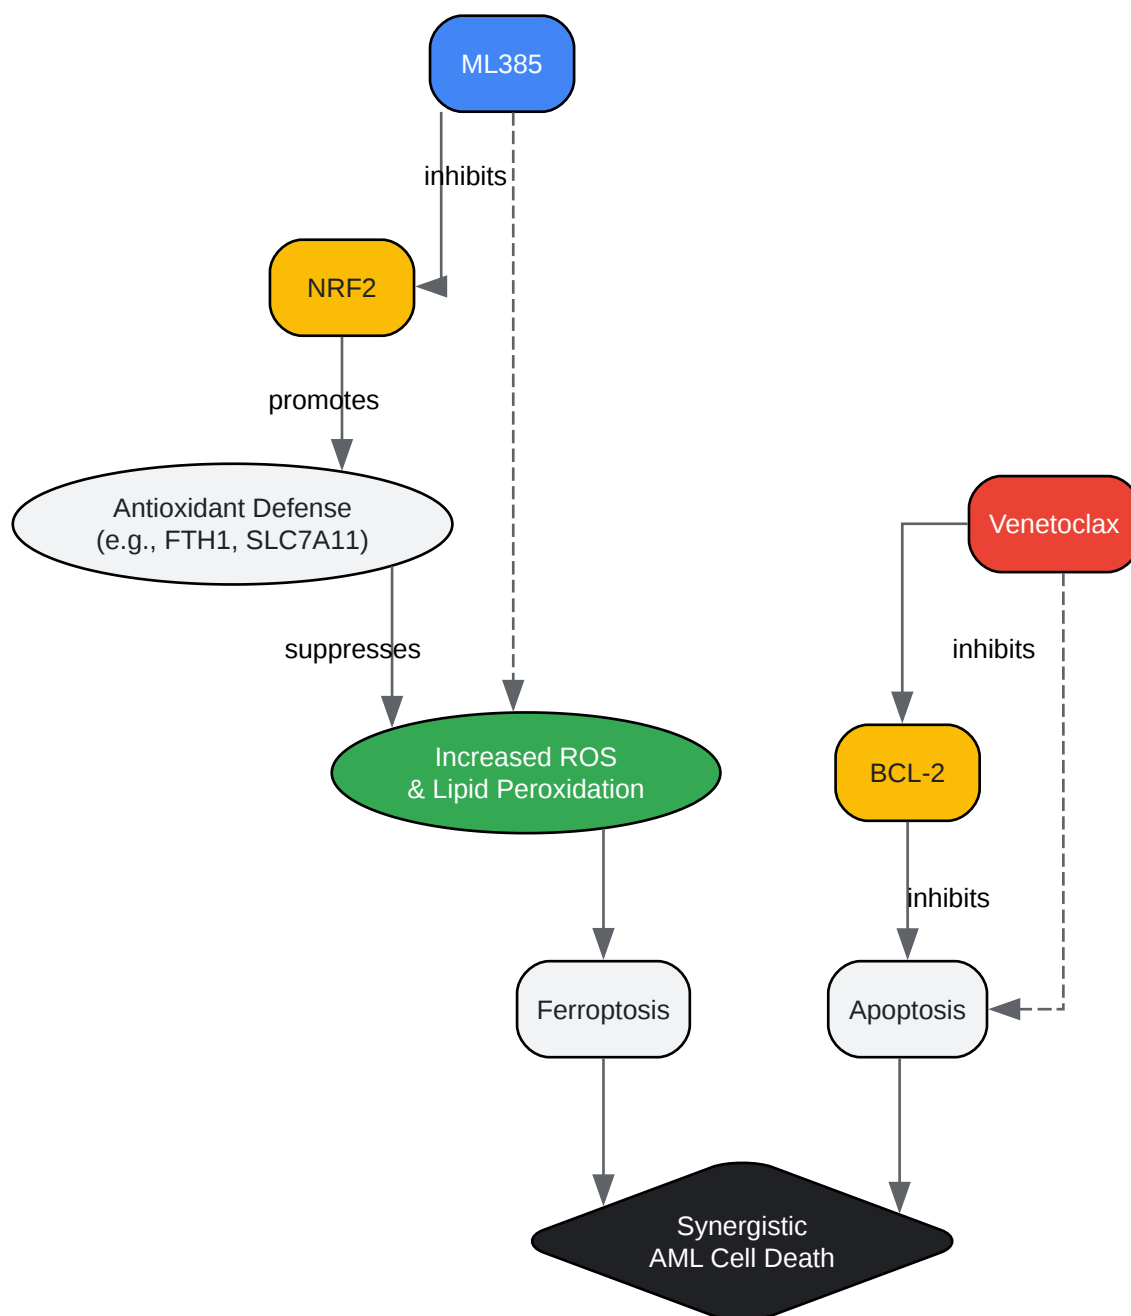 ML385
inhibits
NRF2
promotes
Antioxidant Defense
(e.g., FTH1, SLC7A11)
Venetoclax
suppresses
inhibits
Increased ROS
& Lipid Peroxidation
BCL-2
inhibits
Ferroptosis
Apoptosis
Synergistic
AML Cell Death